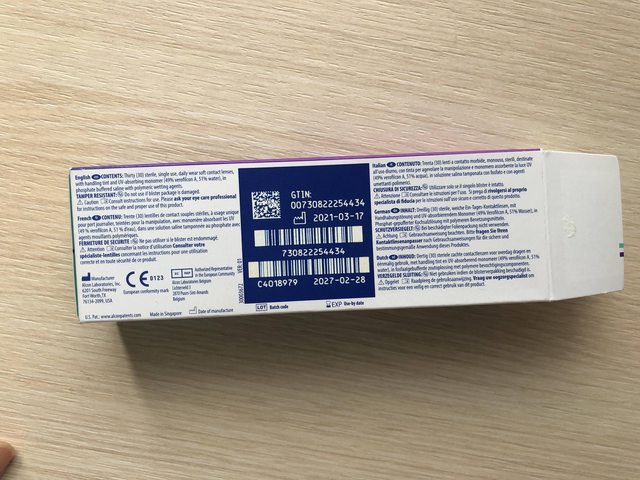 English CONTENTS: Thirty (30) sterile, single use, daily wear soft contact lenses,
with handling tint and UV-absorbing monomer (49% verofilcon A, 51% water), in
phosphate buffered saline with polymeric wetting agents.
TAMPER RESISTANT: Do not use if blister package is damaged.
Caution Consult instructions for use. Please ask your eye care professional
for instructions on the safe and proper use of this product.
French CONTENU: Trente (30) lentilles de contact souples stériles, à usage unique
pour port journalier, teintées pour la manipulation, avec monomère absorbant les UV
(49 % verofilcon A, 51 % d'eau), dans une solution saline tamponnée au phosphate avec
agents mouillants polymériques.
FERMETURE DE SECURITE: Ne pas utiliser si le blister est endommagé.
Attention Consulter la notice d'utilisation Consulter votre
spécialiste-lentilles concernant les instructions pour une utilisation
correcte et en toute sécurité de ce produit.
Manufacturer
Alcon Laboratories, Inc.
6201 South Freeway
Fort Worth, TX
76134-2099, USA
CE 0123
European conformity mark
EC REP
Authorized Representative
in the European Community
Alcon Laboratories Belgium
Lichterveld 3
2870 Puurs-Sint-Amands
Belgium
U.S. Pat.: www.alconpatents.com
Made in Singapore
Date of manufacture
GTIN:
00730822254434
2021-03-17
730822254434
C4018979 2027-02-28
VER: 01
LOT Batch code
EXP Use-by date
Italian CONTENUTO: Trenta (30) lenti a contatto morbide, monouso, sterili, destinate
all'uso diurno, con tinta per agevolare la manipolazione e monomero assorbente la luce UV
(49% verofilcon A, 51% acqua), in soluzione salina tamponata con fosfato e con agenti
umettanti polimerici.
CHIUSURA DI SICUREZZA: Utilizzare solo se il singolo blister è intatto.
Attenzione Consultare le istruzioni per l'uso. Si prega di rivolgersi al proprio
specialista di fiducia per le istruzioni sull'uso sicuro e corretto di questo prodotto.
German INHALT: Dreißig (30) sterile, weiche Ein-Tages-Kontaktlinsen, mit
Handhabungstönung und UV-absorbierendem Monomer (49% Verofilcon A, 51% Wasser), in
Phosphat-gepufferter Kochsalzlösung mit polymeren Benetzungsmitteln.
SCHUTZVERSIEGELT: Bei beschädigter Folienpackung nicht verwenden.
Achtung Gebrauchsanweisung beachten. Bitte fragen Sie Ihren
Kontaktlinsenanpasser nach Gebrauchsanweisungen für die sichere und
korrekte Handhabung dieses Produkts.
Dutch INHOUD: Dertig (30) steriele zachte contactlenzen voor eenmalig dragen en
éénmalig gebruik, met handling tint en UV-absorberend monomeer (49% verofilcon A, 51%
water), in fosfaatgebufferde zoutoplossing met polymere bevochtigingscomponenten.
VERZEGELDE SLUITING: Niet gebruiken indien de blisterverpakking beschadigd is.
Opgelet Raadpleeg de gebruiksaanwijzing Vraag uw oogzorgspecialist om
instructies voor een veilig en correct gebruik van dit product.